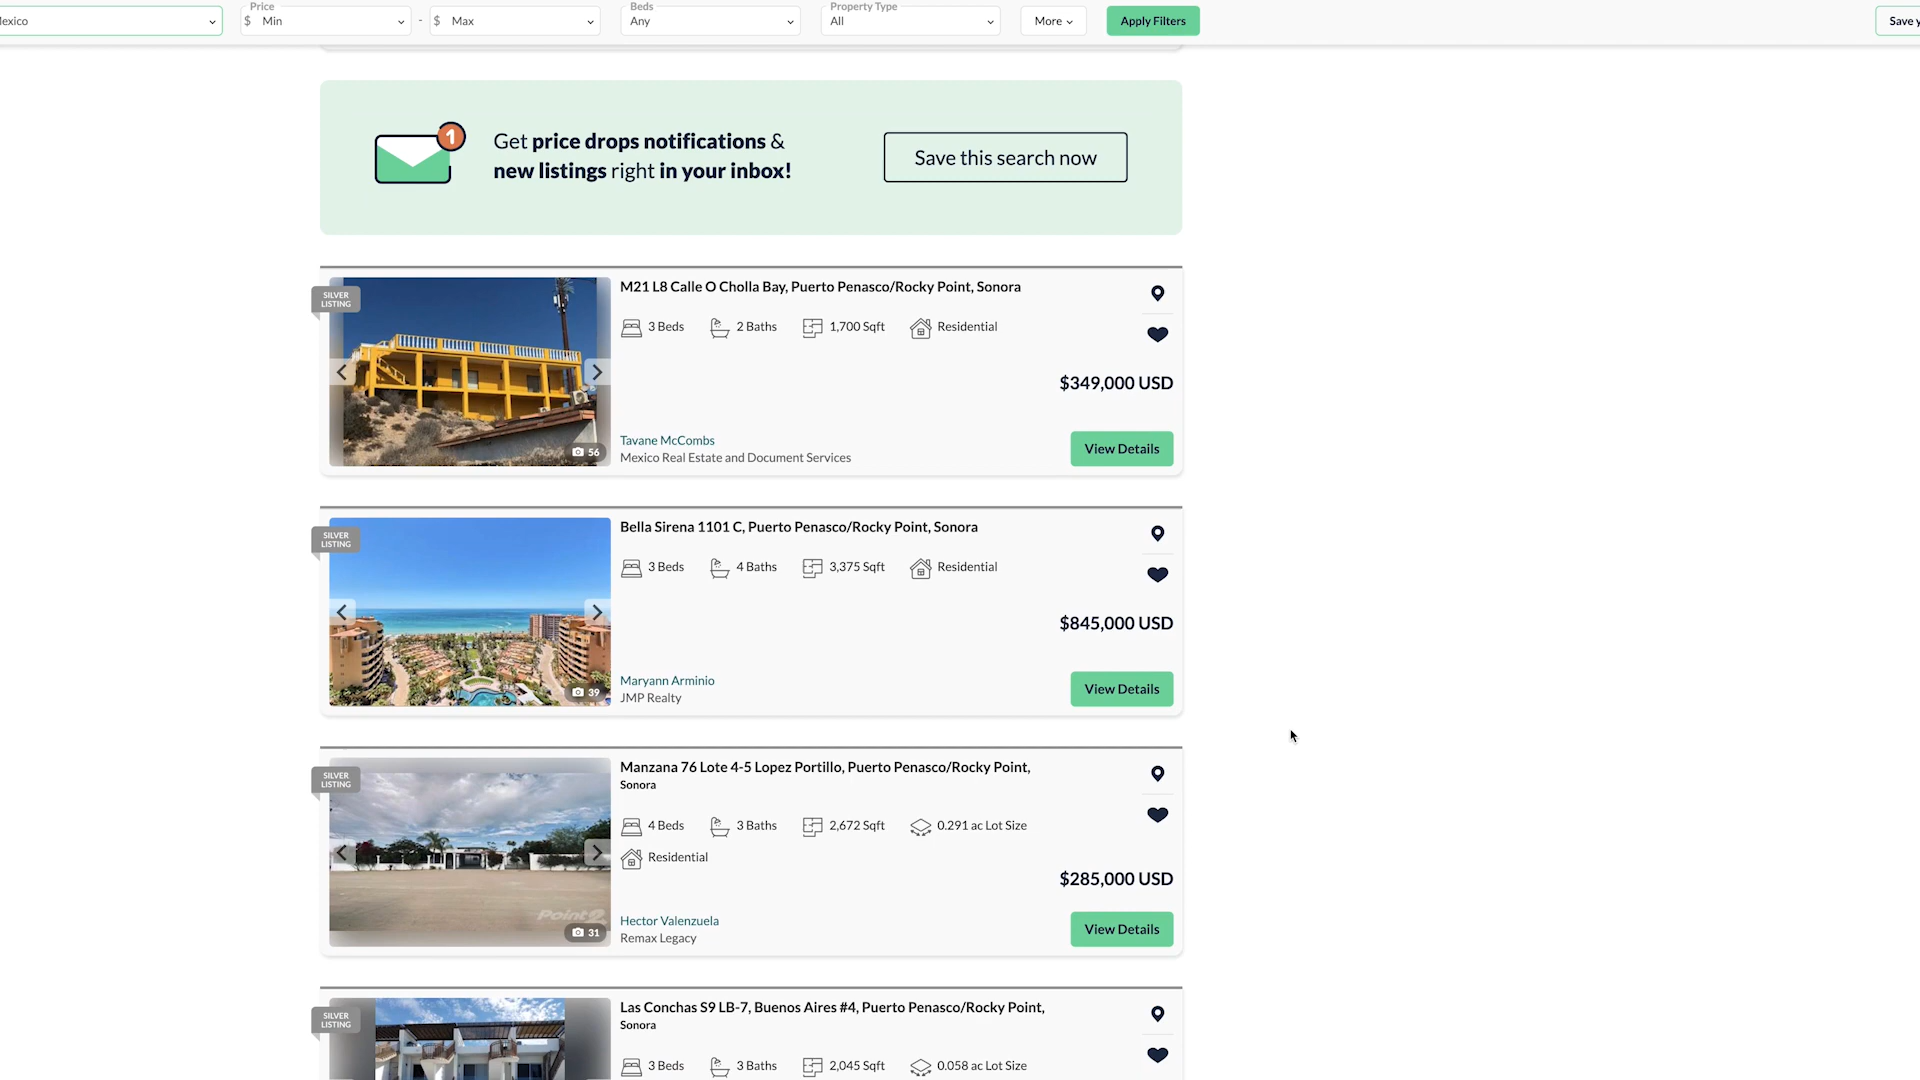 Price
Beds
Property Type
exico
$ Min
-
$ Max
Any
All
More
Apply Filters
Save y
1
Get price drops notifications &
new listings right in your inbox!
Save this search now
SILVER
LISTING
56
M21 L8 Calle O Cholla Bay, Puerto Penasco/Rocky Point, Sonora
3 Beds
2 Baths
1,700 Sqft
Residential
$349,000 USD
Tavane McCombs
Mexico Real Estate and Document Services
View Details
SILVER
LISTING
39
Bella Sirena 1101 C, Puerto Penasco/Rocky Point, Sonora
3 Beds
4 Baths
3,375 Sqft
Residential
$845,000 USD
Maryann Arminio
JMP Realty
View Details
SILVER
LISTING
Point2
31
Manzana 76 Lote 4-5 Lopez Portillo, Puerto Penasco/Rocky Point,
Sonora
4 Beds
3 Baths
2,672 Sqft
0.291 ac Lot Size
Residential
$285,000 USD
Hector Valenzuela
Remax Legacy
View Details
SILVER
LISTING
Las Conchas S9 LB-7, Buenos Aires #4, Puerto Penasco/Rocky Point,
Sonora
3 Beds
3 Baths
2,045 Sqft
0.058 ac Lot Size